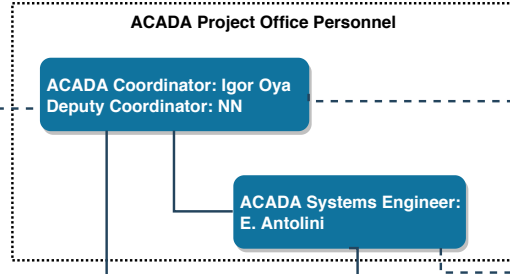 ACADA Project Office Personnel
ACADA Coordinator: Igor Oya
Deputy Coordinator: NN
ACADA Systems Engineer:
E. Antolini